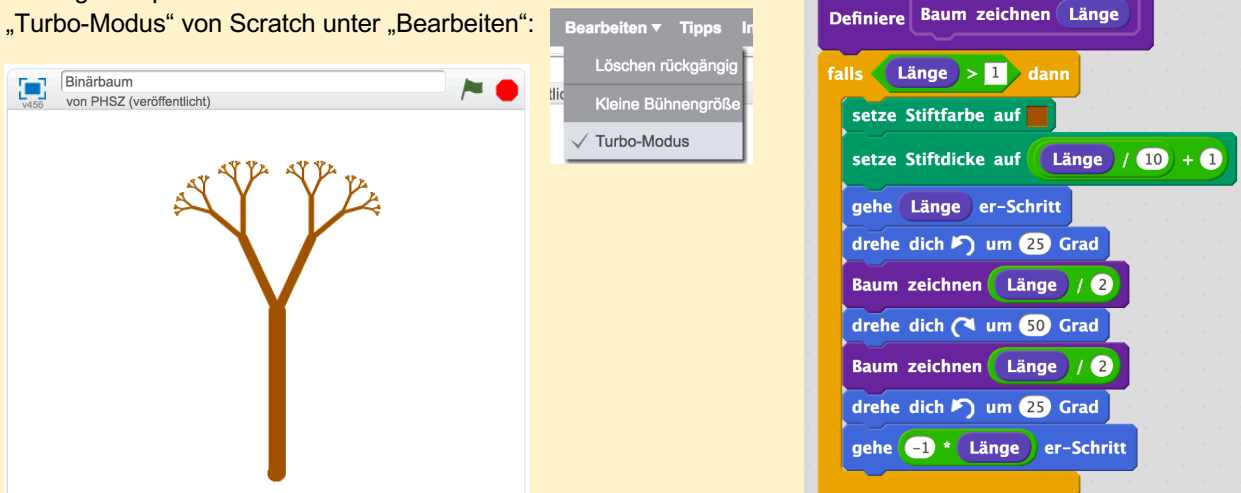 „Turbo-Modus“ von Scratch unter „Bearbeiten“:
Bearbeiten ▾ Tipps
Löschen rückgängig
Kleine Bühnengröße
✓ Turbo-Modus
v456
Binärbaum
von PHSZ (veröffentlicht)
Definiere Baum zeichnen Länge
falls Länge > 1 dann
setze Stiftfarbe auf
setze Stiftdicke auf Länge / 10 + 1
gehe Länge er-Schritt
drehe dich ↶ um 25 Grad
Baum zeichnen Länge / 2
drehe dich ↷ um 50 Grad
Baum zeichnen Länge / 2
drehe dich ↶ um 25 Grad
gehe -1 * Länge er-Schritt